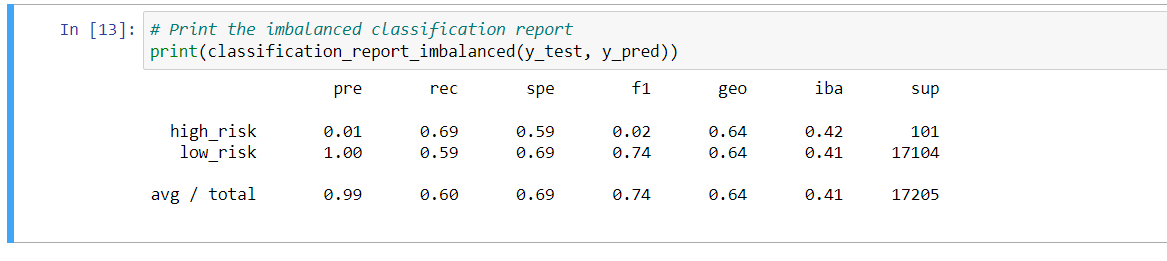 In [13]: # Print the imbalanced classification report
print(classification_report_imbalanced(y_test, y_pred))
pre rec spe f1 geo iba sup
high_risk 0.01 0.69 0.59 0.02 0.64 0.42 101
low_risk 1.00 0.59 0.69 0.74 0.64 0.41 17104
avg / total 0.99 0.60 0.69 0.74 0.64 0.41 17205